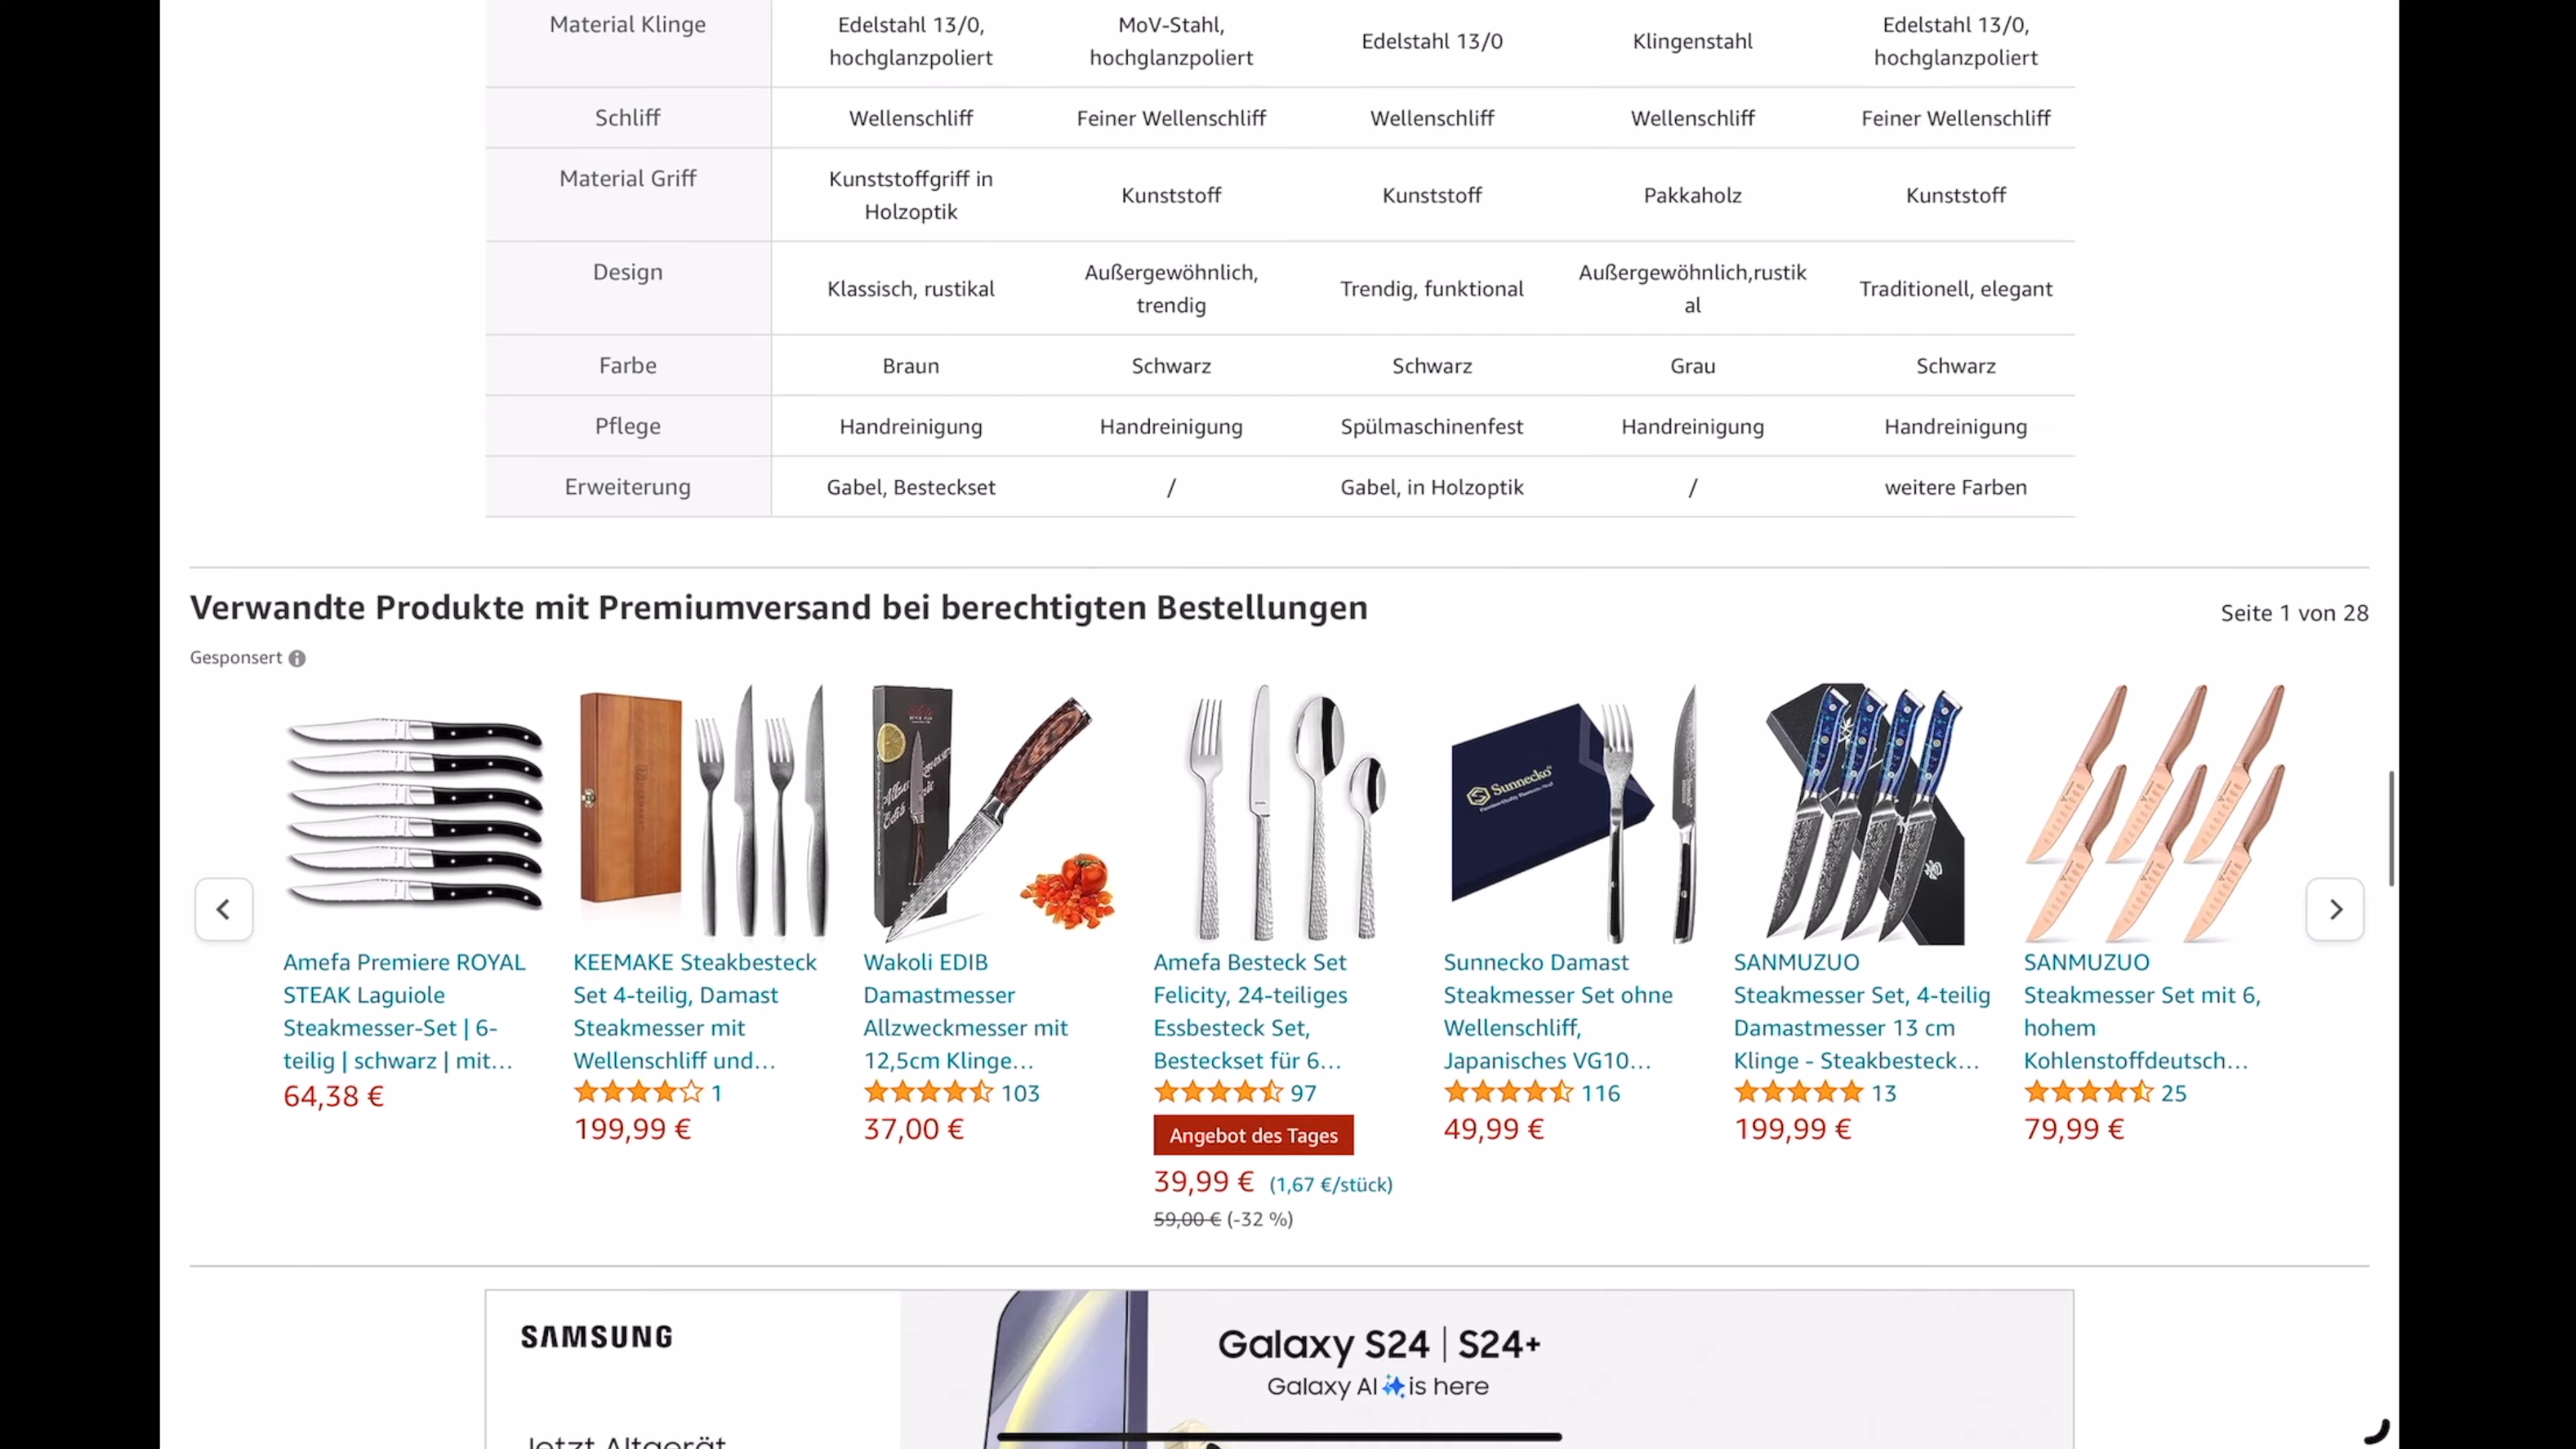 Material Klinge
Edelstahl 13/0,
hochglanzpoliert
MoV-Stahl,
hochglanzpoliert
Edelstahl 13/0
Klingenstahl
Edelstahl 13/0,
hochglanzpoliert
Schliff
Wellenschliff
Feiner Wellenschliff
Wellenschliff
Wellenschliff
Feiner Wellenschliff
Material Griff
Kunststoffgriff in
Holzoptik
Kunststoff
Kunststoff
Pakkaholz
Kunststoff
Design
Klassisch, rustikal
Außergewöhnlich,
trendig
Trendig, funktional
Außergewöhnlich,rustik
al
Traditionell, elegant
Farbe
Braun
Schwarz
Schwarz
Grau
Schwarz
Pflege
Handreinigung
Handreinigung
Spülmaschinenfest
Handreinigung
Handreinigung
Erweiterung
Gabel, Besteckset
/
Gabel, in Holzoptik
/
weitere Farben
Verwandte Produkte mit Premiumversand bei berechtigten Bestellungen
Seite 1 von 28
Gesponsert
Sunnecko
Amefa Premiere ROYAL
STEAK Laguiole
Steakmesser-Set | 6-
teilig | schwarz | mit...
64,38 €
KEEMAKE Steakbesteck
Set 4-teilig, Damast
Steakmesser mit
Wellenschliff und...
1
199,99 €
Wakoli EDIB
Damastmesser
Allzweckmesser mit
12,5cm Klinge...
103
37,00 €
Amefa Besteck Set
Felicity, 24-teiliges
Essbesteck Set,
Besteckset für 6...
97
Angebot des Tages
39,99 € (1,67 €/stück)
59,00 € (-32 %)
Sunnecko Damast
Steakmesser Set ohne
Wellenschliff,
Japanisches VG10...
116
49,99 €
SANMUZUO
Steakmesser Set, 4-teilig
Damastmesser 13 cm
Klinge - Steakbesteck...
13
199,99 €
SANMUZUO
Steakmesser Set mit 6,
hohem
Kohlenstoffdeutsch...
25
79,99 €
SAMSUNG
Galaxy S24 | S24+
Galaxy AI is here
Jetzt Altgerät